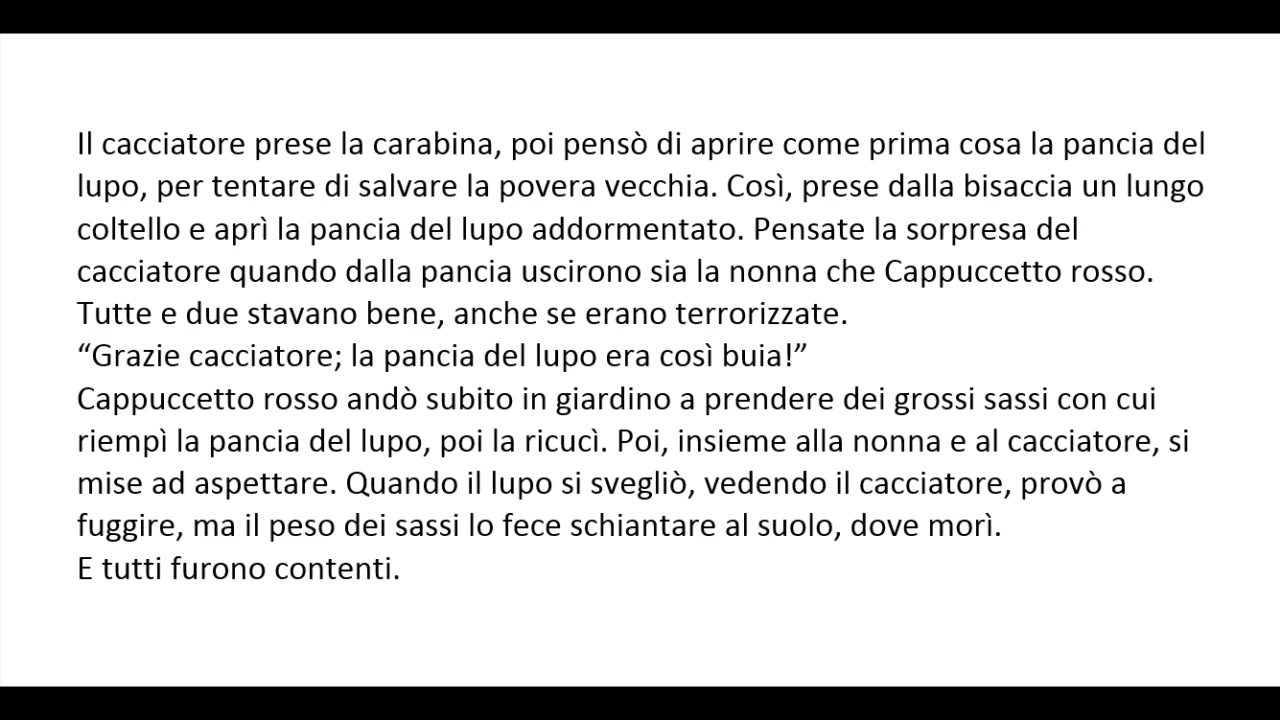 Il cacciatore prese la carabina, poi pensò di aprire come prima cosa la pancia del
lupo, per tentare di salvare la povera vecchia. Così, prese dalla bisaccia un lungo
coltello e aprì la pancia del lupo addormentato. Pensate la sorpresa del
cacciatore quando dalla pancia uscirono sia la nonna che Cappuccetto rosso.
Tutte e due stavano bene, anche se erano terrorizzate.
“Grazie cacciatore; la pancia del lupo era così buia!”
Cappuccetto rosso andò subito in giardino a prendere dei grossi sassi con cui
riempì la pancia del lupo, poi la ricucì. Poi, insieme alla nonna e al cacciatore, si
mise ad aspettare. Quando il lupo si svegliò, vedendo il cacciatore, provò a
fuggire, ma il peso dei sassi lo fece schiantare al suolo, dove morì.
E tutti furono contenti.